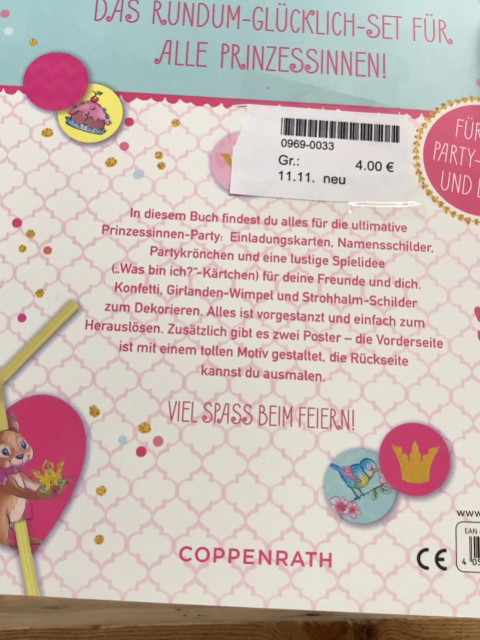 DAS RUNDUM-GLÜCKLICH-SET FÜR
ALLE PRINZESSINNEN!
FÜR
PARTY-
UND
0969-0033
Gr.: 4.00 €
11.11. neu
In diesem Buch findest du alles für die ultimative
Prinzessinnen-Party: Einladungskarten, Namensschilder,
Partykrönchen und eine lustige Spielidee
(„Was bin ich?“-Kärtchen) für deine Freunde und dich.
Konfetti, Girlanden-Wimpel und Strohhalm-Schilder
zum Dekorieren. Alles ist vorgestanzt und einfach zum
Herauslösen. Zusätzlich gibt es zwei Poster – die Vorderseite
ist mit einem tollen Motiv gestaltet, die Rückseite
kannst du ausmalen.
VIEL SPASS BEIM FEIERN!
COPPENRATH
CE
www.
EAN
4